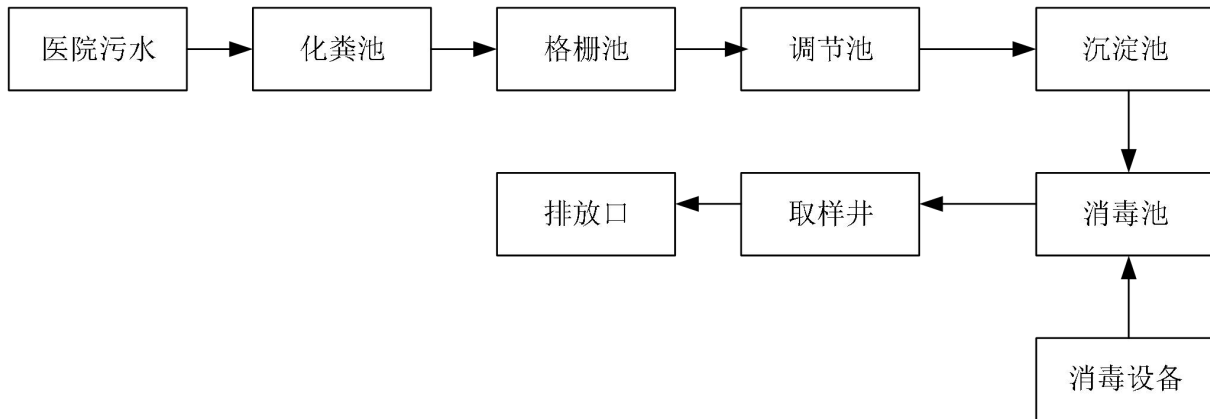 医院污水
化粪池
格栅池
调节池
沉淀池
排放口
取样井
消毒池
消毒设备